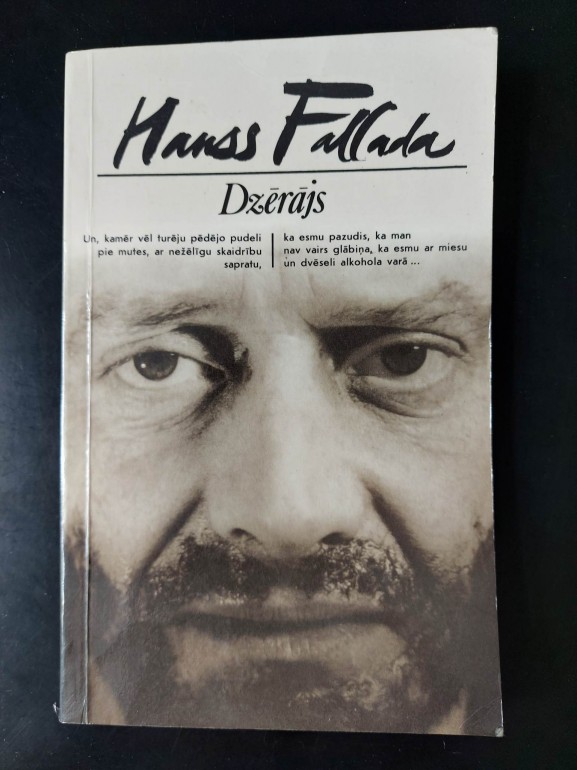 Hanss Fallada
Dzērājs
Un, kamēr vēl turēju pēdējo pudeli
pie mutes, ar nežēlīgu skaidrību
sapratu,
ka esmu pazudis, ka man
nav vairs glābiņa, ka esmu ar miesu
un dvēseli alkohola varā ...